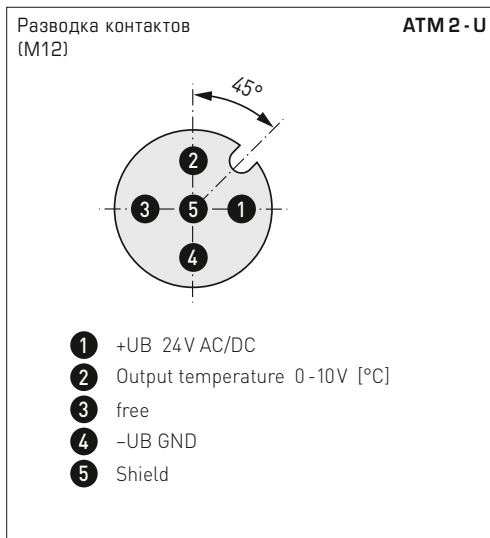 Разводка контактов ATM 2 - U
(M12)
45°
2
3 5 1
4
1 +UB 24V AC/DC
2 Output temperature 0 -10V [°C]
3 free
4 –UB GND
5 Shield